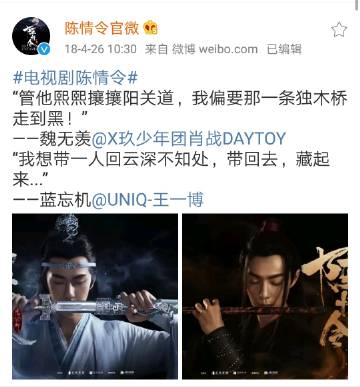 陈情令官微
18-4-26 10:30 来自 微博 weibo.com 已编辑
#电视剧陈情令#
“管他熙熙攘攘阳关道，我偏要那一条独木桥
走到黑！”
——魏无羡@X玖少年团肖战DAYTOY
“我想带一人回云深不知处，带回去，藏起
来...”
——蓝忘机@UNIQ-王一博
陈情令